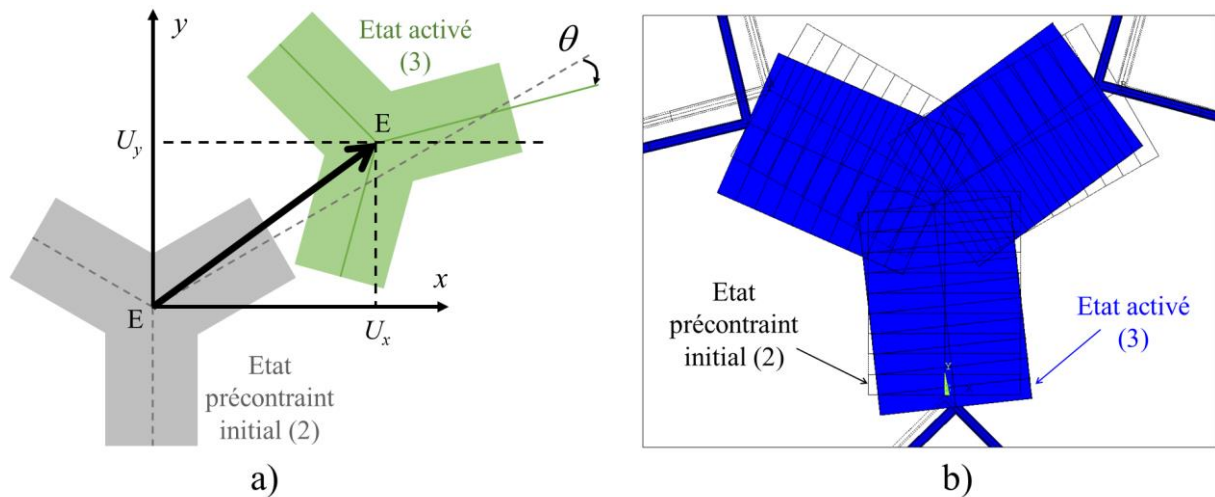 y
Etat activé
(3)
θ
E
U_y
x
E
U_x
Etat
précontraint
initial (2)
a)
Etat
précontraint
initial (2)
Etat activé
(3)
Y
b)